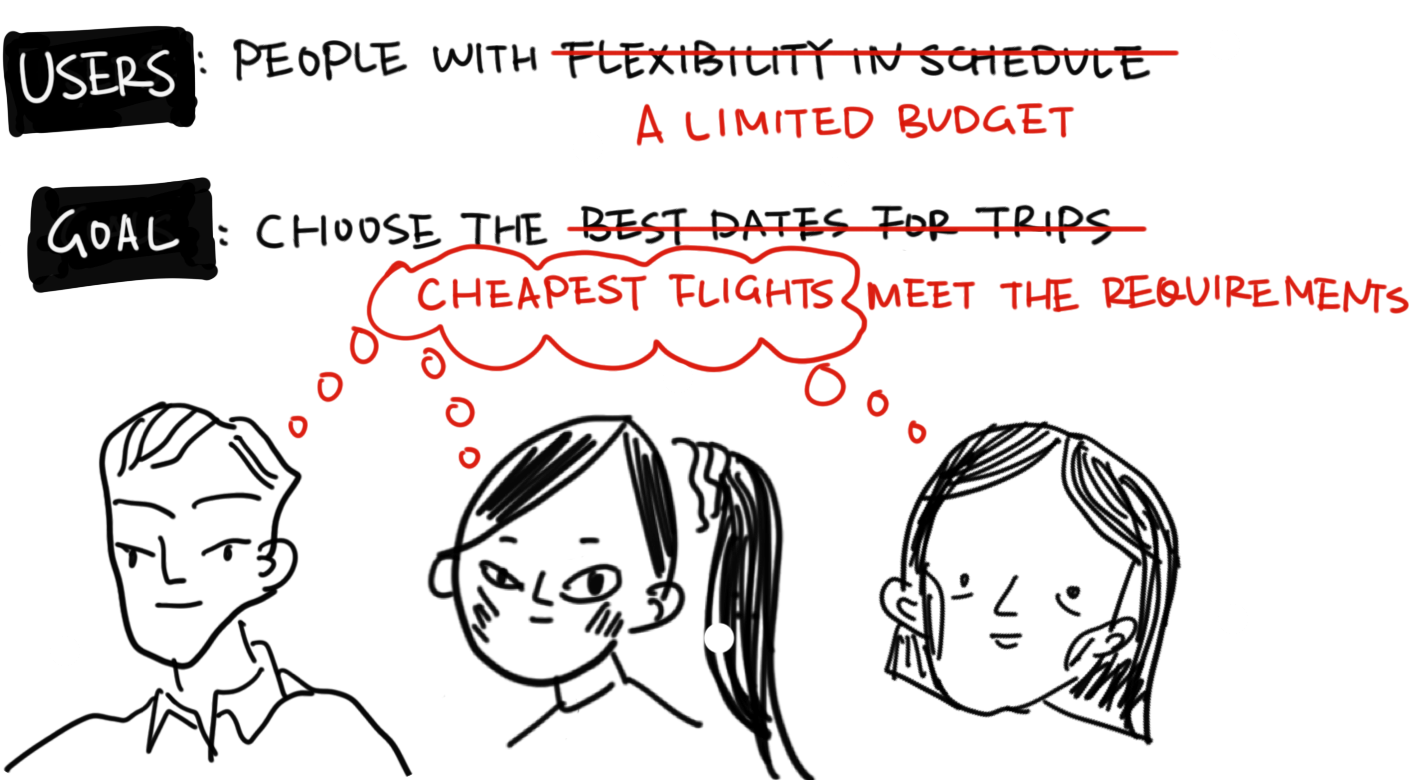 USERS : PEOPLE WITH FLEXIBILITY IN SCHEDULE
A LIMITED BUDGET
GOAL : CHOOSE THE BEST DATES FOR TRIPS
CHEAPEST FLIGHTS MEET THE REQUIREMENTS